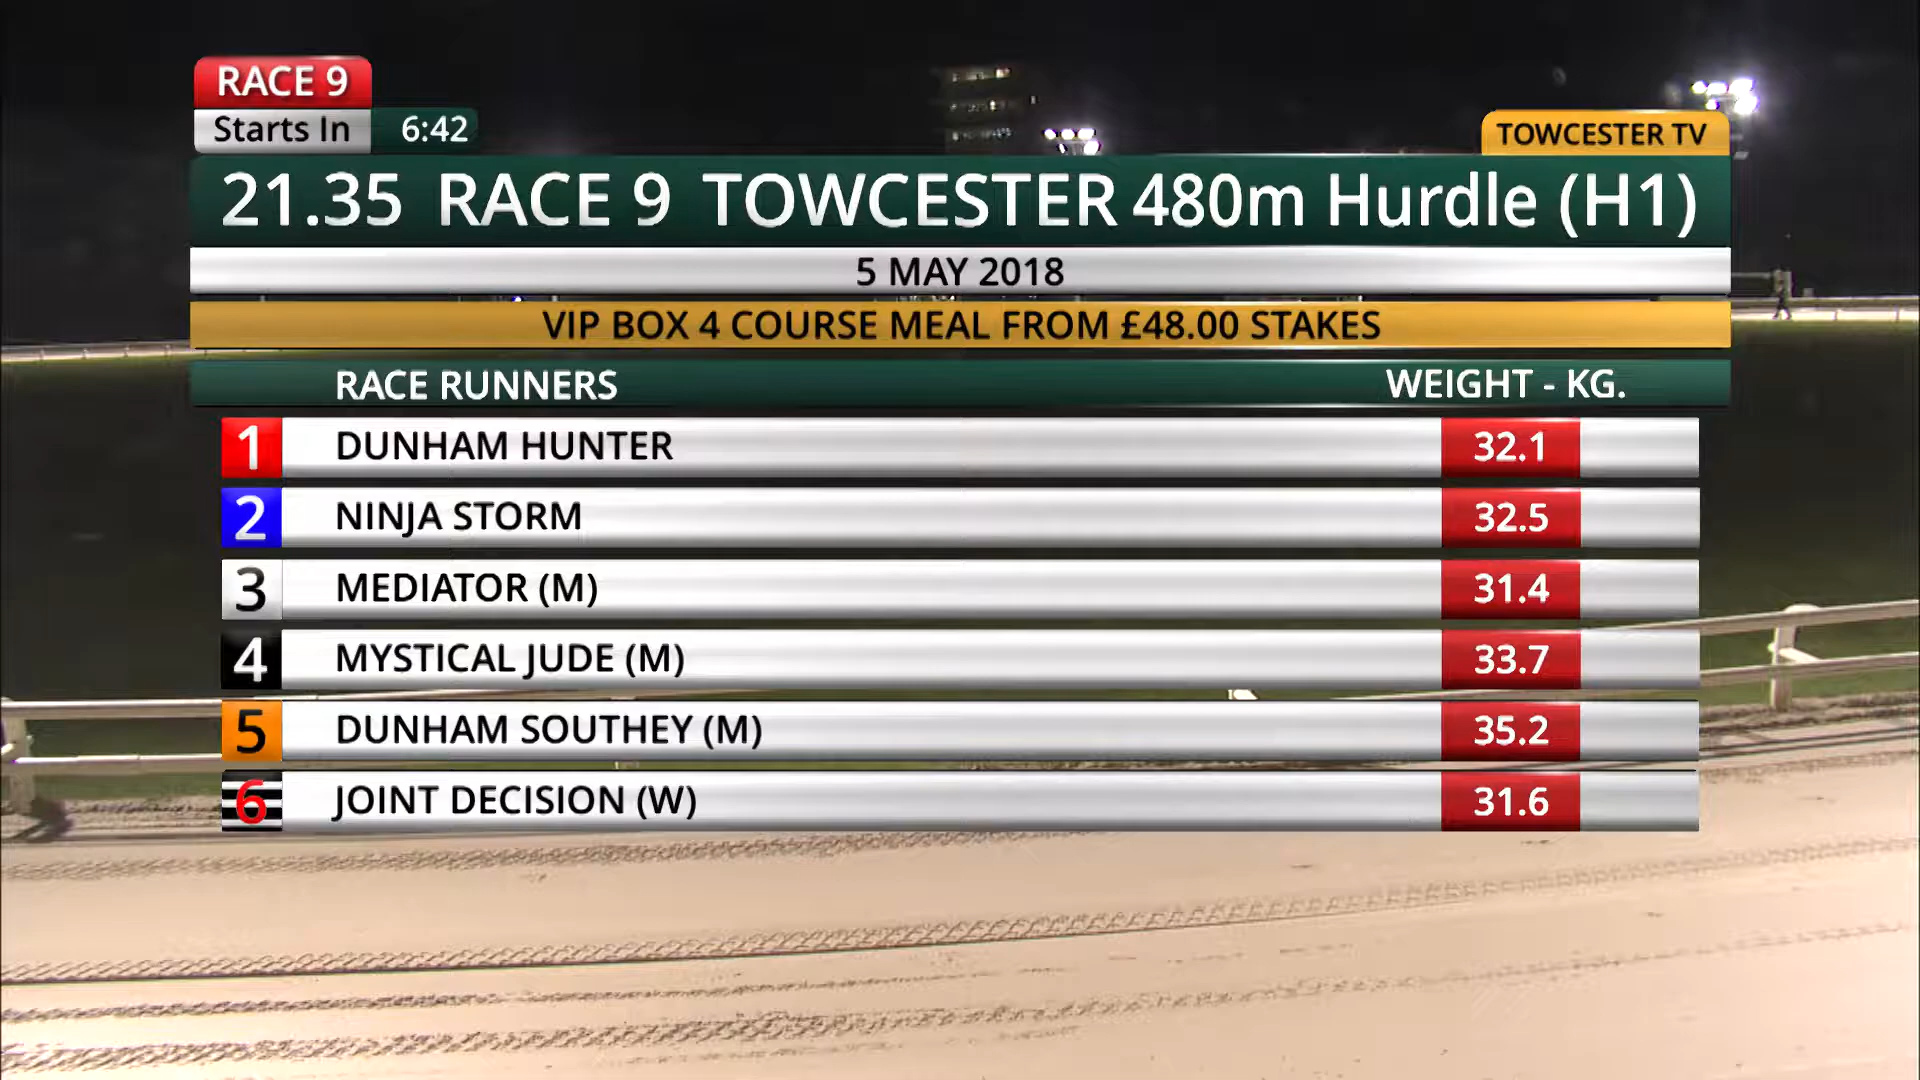 RACE 9
Starts In 6:42
TOWCESTER TV
21.35 RACE 9 TOWCESTER 480m Hurdle (H1)
5 MAY 2018
VIP BOX 4 COURSE MEAL FROM £48.00 STAKES
RACE RUNNERS WEIGHT - KG.
1 DUNHAM HUNTER 32.1
2 NINJA STORM 32.5
3 MEDIATOR (M) 31.4
4 MYSTICAL JUDE (M) 33.7
5 DUNHAM SOUTHEY (M) 35.2
6 JOINT DECISION (W) 31.6